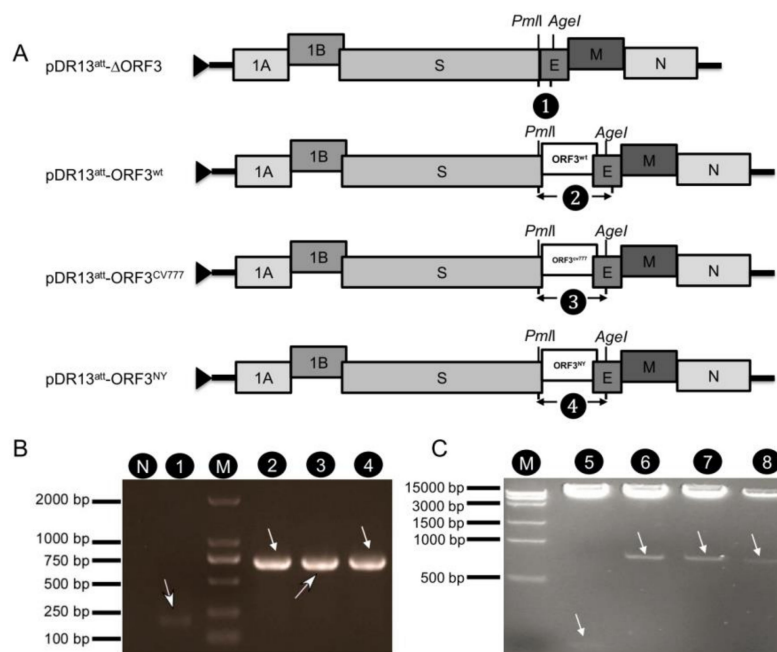 A
PmlI AgeI
pDR13att-ΔORF3
1A 1B S E M N
1
PmlI AgeI
pDR13att-ORF3wt
1A 1B S ORF3wt E M N
2
PmlI AgeI
pDR13att-ORF3CV777
1A 1B S ORF3cv777 E M N
3
PmlI AgeI
pDR13att-ORF3NY
1A 1B S ORF3NY E M N
4
B
N 1 M 2 3 4
2000 bp
1000 bp
750 bp
500 bp
250 bp
100 bp
C
M 5 6 7 8
15000 bp
3000 bp
1500 bp
1000 bp
500 bp